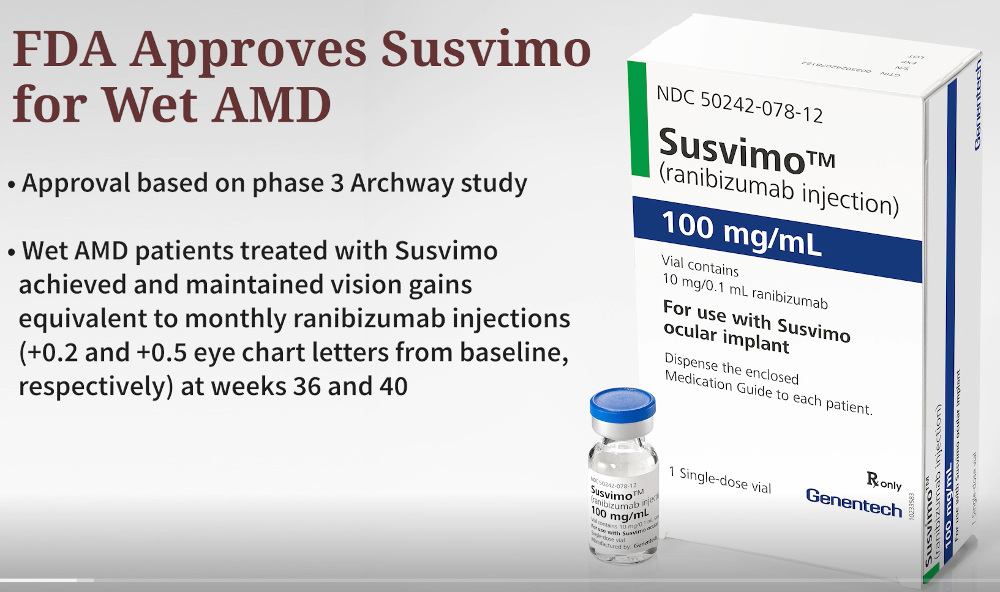 FDA Approves Susvimo
for Wet AMD
• Approval based on phase 3 Archway study
• Wet AMD patients treated with Susvimo
achieved and maintained vision gains
equivalent to monthly ranibizumab injections
(+0.2 and +0.5 eye chart letters from baseline,
respectively) at weeks 36 and 40
LOT
EXP
S/N
GTIN 00350242078122
NDC 50242-078-12
Susvimo™
(ranibizumab injection)
100 mg/mL
Vial contains
10 mg/0.1 mL ranibizumab
For use with Susvimo
ocular implant
Dispense the enclosed
Medication Guide to each patient.
1 Single-dose vial
Rx only
Genentech
10233583
Genentech
Susvimo™
(ranibizumab injection)
100 mg/mL
For use with Susvimo ocular implant
1 Single-dose vial
NDC 50242-078-12
Susvimo™
(ranibizumab injecti
100 mg/mL
Vial contains 10 mg/0.1 mL
For use with Susvimo ocular
Single-dose vial
Manufactured by: Genentech,